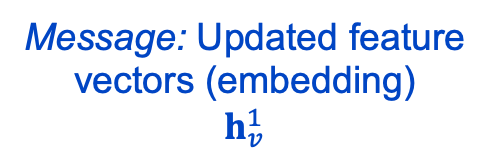 Message: Updated feature
vectors (embedding)
𝐡¹ᵥ